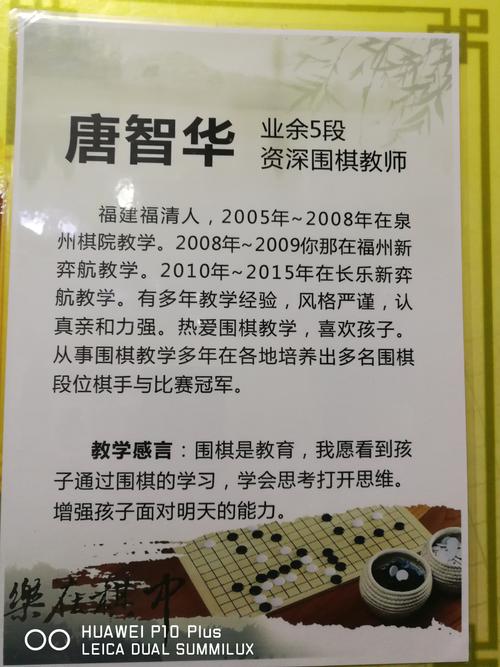 唐智华
业余5段
资深围棋教师
福建福清人，2005年~2008年在泉
州棋院教学。2008年~2009你那在福州新
弈航教学。2010年~2015年在长乐新弈
航教学。有多年教学经验，风格严谨，认
真亲和力强。热爱围棋教学，喜欢孩子。
从事围棋教学多年在各地培养出多名围棋
段位棋手与比赛冠军。
教学感言：围棋是教育，我愿看到孩
子通过围棋的学习，学会思考打开思维。
增强孩子面对明天的能力。
樂在棋中
HUAWEI P10 Plus
LEICA DUAL SUMMILUX